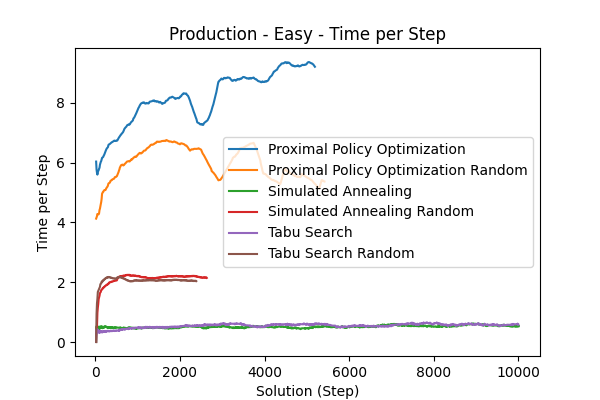 Production - Easy - Time per Step
Time per Step
8
6
4
2
0
Proximal Policy Optimization
Proximal Policy Optimization Random
Simulated Annealing
Simulated Annealing Random
Tabu Search
Tabu Search Random
0 2000 4000 6000 8000 10000
Solution (Step)